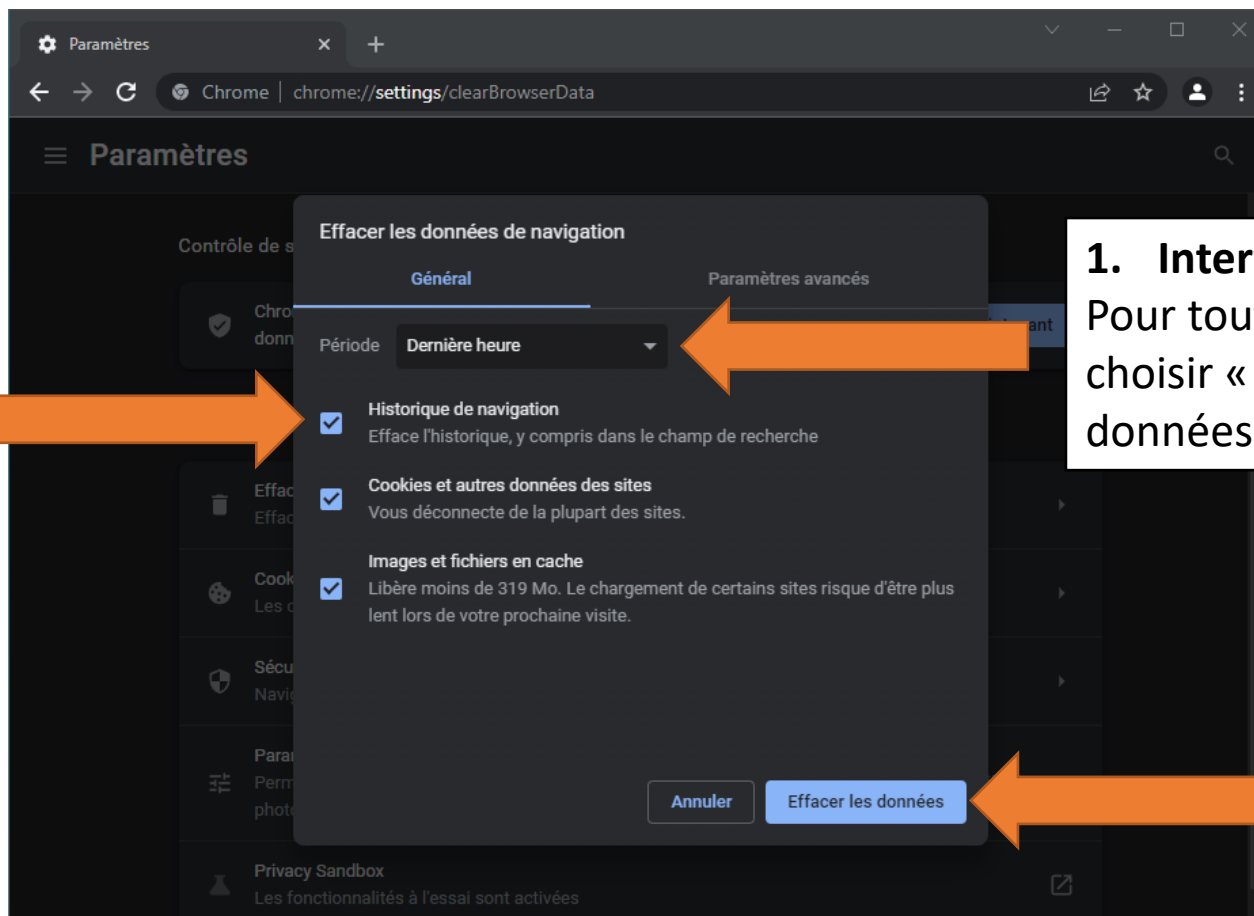 Paramètres
Chrome | chrome://settings/clearBrowserData
Paramètres
Contrôle de s
Chro
donn
ant
Effacer les données de navigation
Général Paramètres avancés
Période Dernière heure
Historique de navigation
Efface l'historique, y compris dans le champ de recherche
Cookies et autres données des sites
Vous déconnecte de la plupart des sites.
Images et fichiers en cache
Libère moins de 319 Mo. Le chargement de certains sites risque d'être plus
lent lors de votre prochaine visite.
Annuler Effacer les données
1. Inter
Pour tou
choisir «
données
Effac
Effac
Cook
Les c
Sécu
Navig
Para
Perm
photo
Privacy Sandbox
Les fonctionnalités à l'essai sont activées